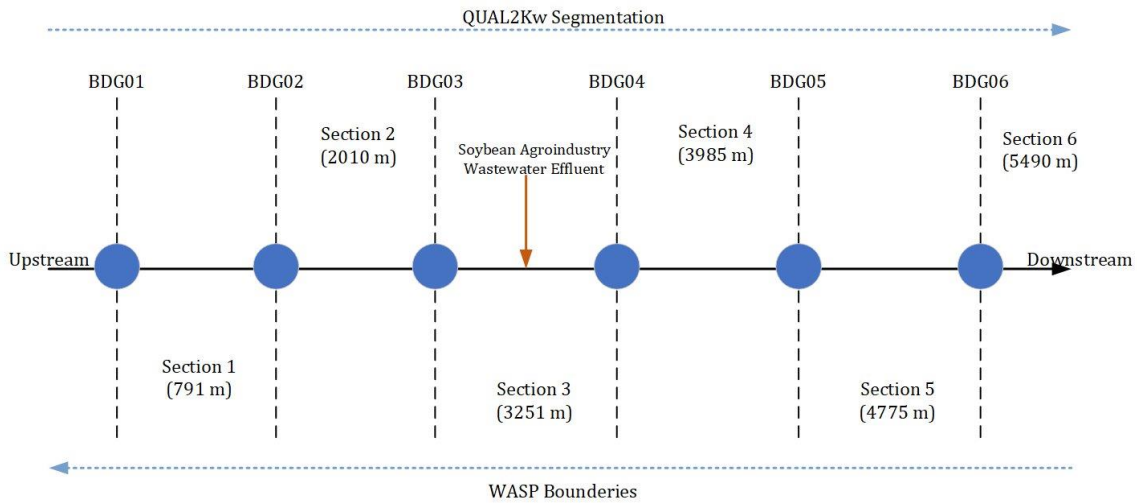 QUAL2Kw Segmentation
BDG01
BDG02
BDG03
BDG04
BDG05
BDG06
Section 2
(2010 m)
Soybean Agroindustry
Wastewater Effluent
Section 4
(3985 m)
Section 6
(5490 m)
Upstream
Downstream
Section 1
(791 m)
Section 3
(3251 m)
Section 5
(4775 m)
WASP Bounderies